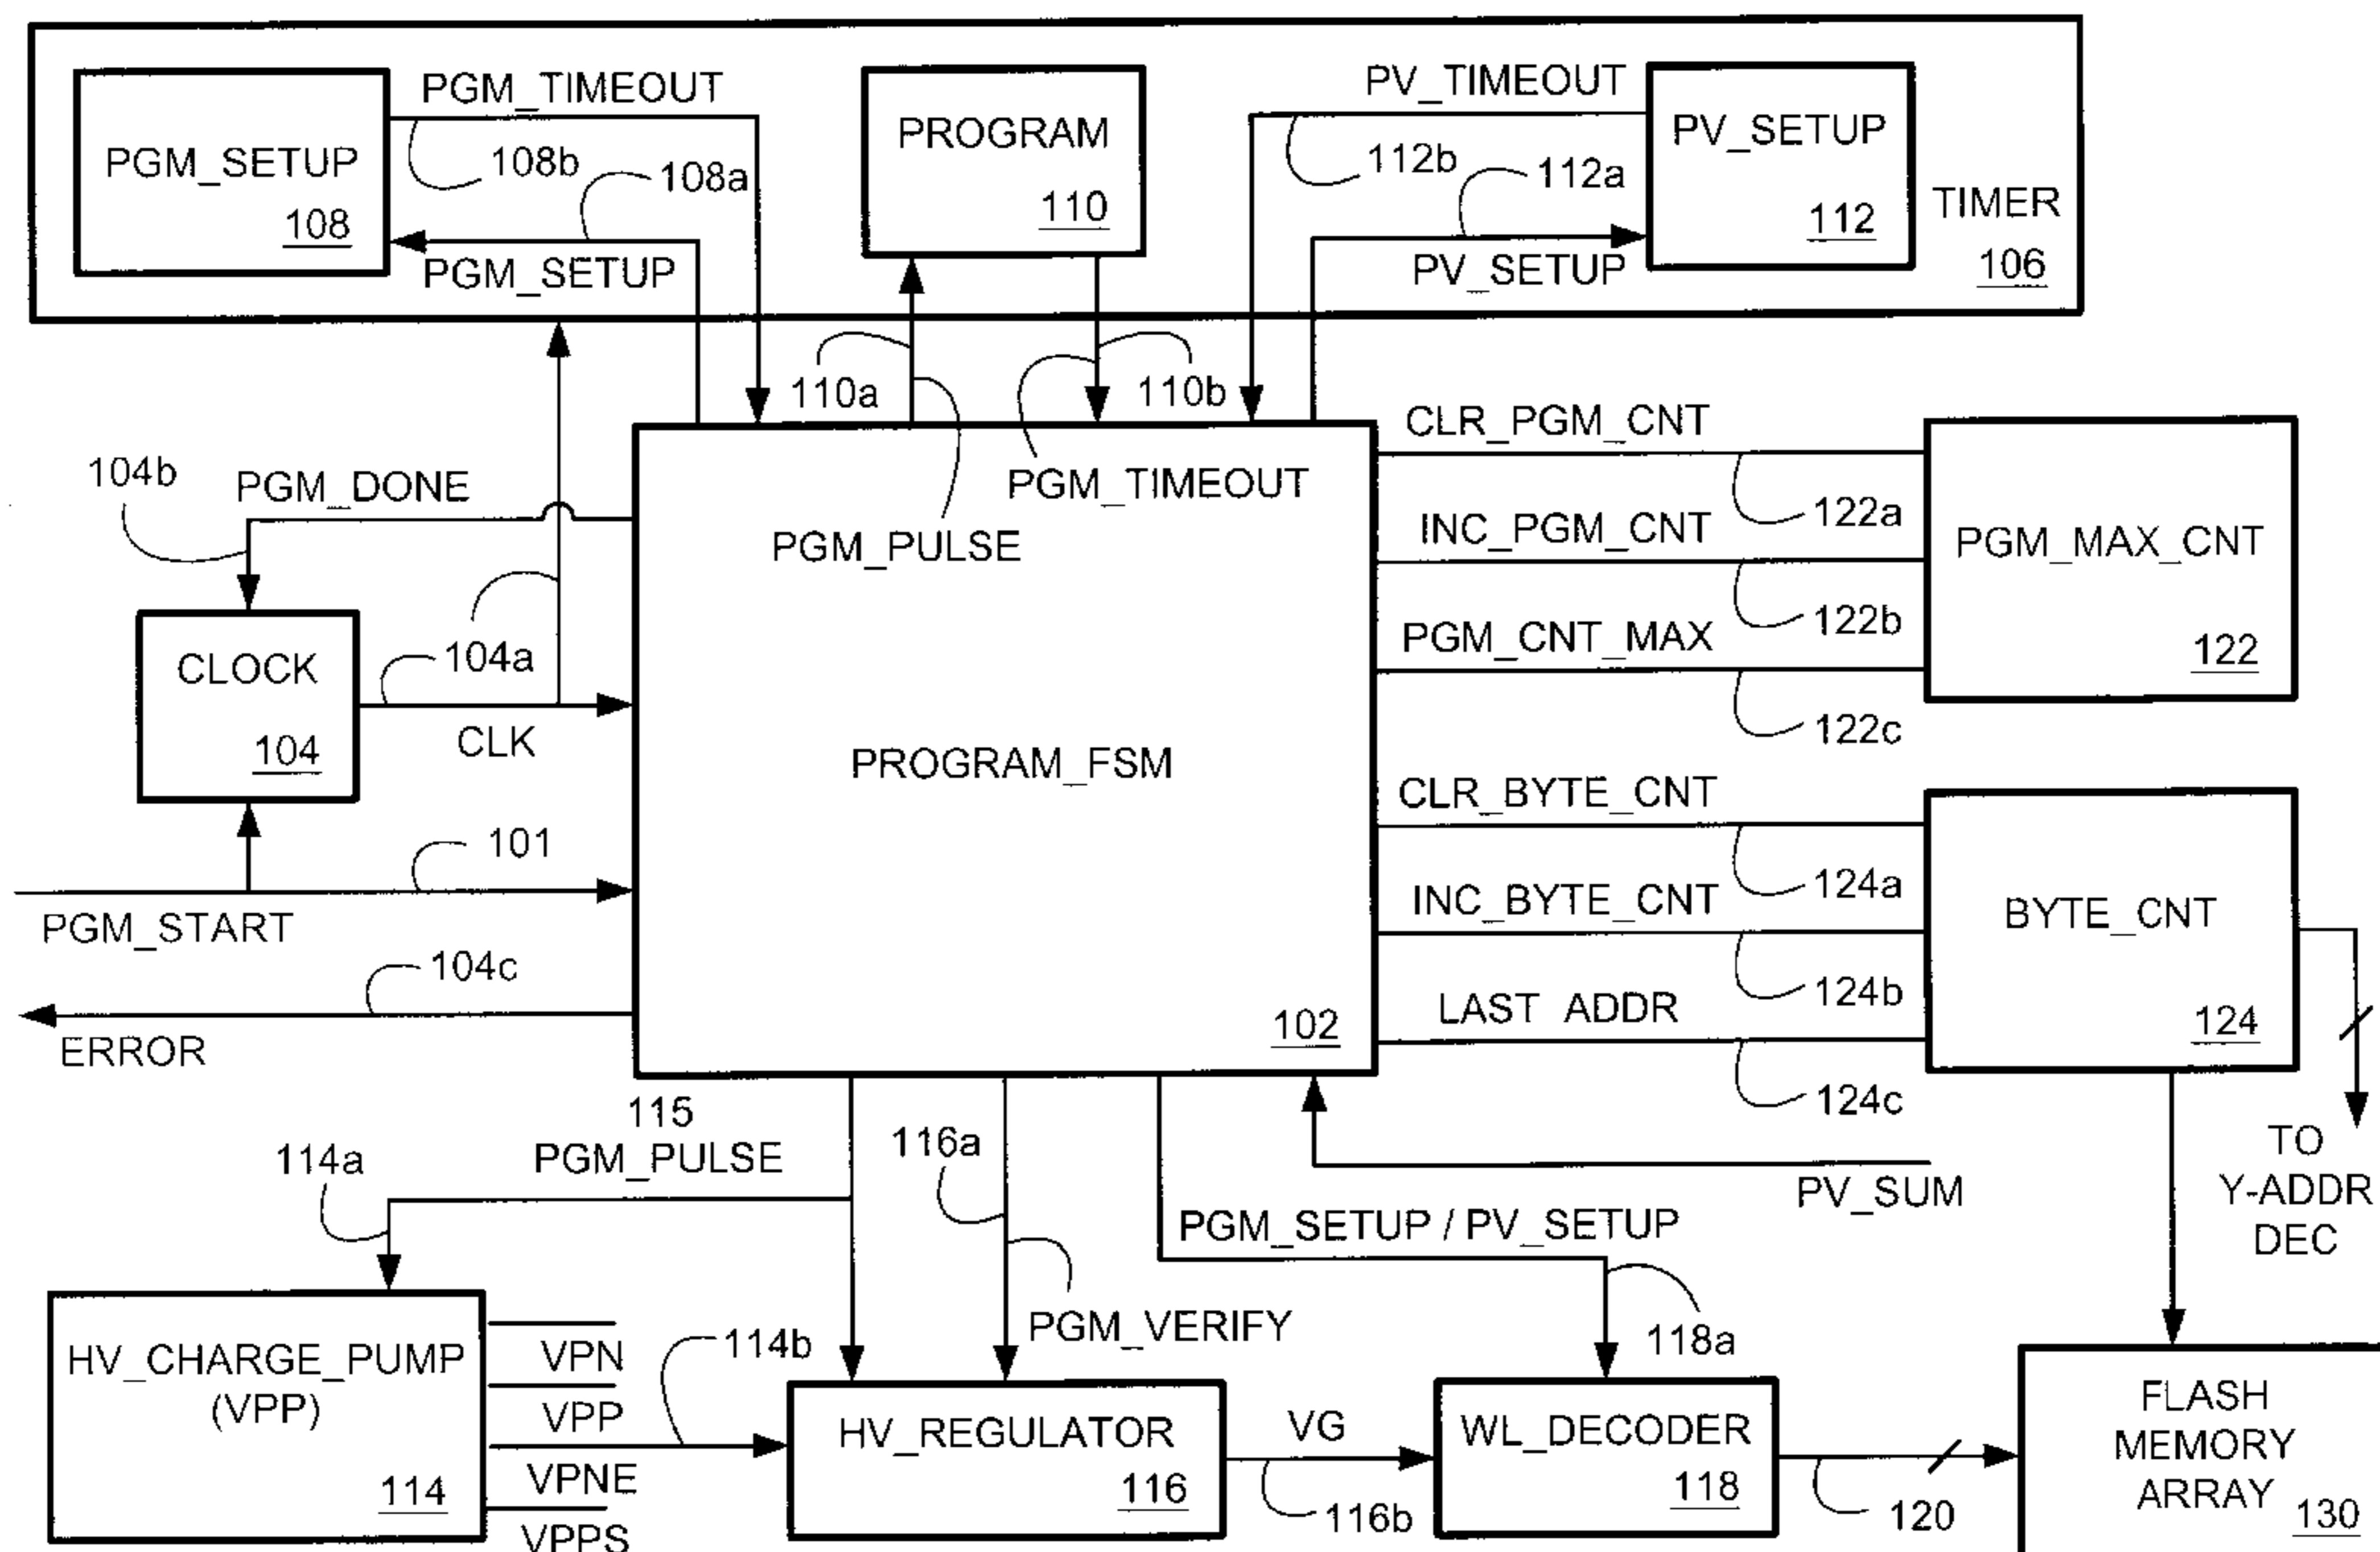 PGM_TIMEOUT
PV_TIMEOUT
PGM_SETUP
108
108b
108a
PGM_SETUP
PROGRAM
110
112b
112a
PV_SETUP
PV_SETUP
112
TIMER
106
110a
110b
104b
PGM_DONE
PGM_PULSE
PGM_TIMEOUT
CLR_PGM_CNT
122a
INC_PGM_CNT
122b
PGM_CNT_MAX
122c
PGM_MAX_CNT
122
CLOCK
104
104a
CLK
PROGRAM_FSM
102
CLR_BYTE_CNT
124a
INC_BYTE_CNT
124b
LAST ADDR
124c
BYTE_CNT
124
101
PGM_START
104c
ERROR
115
PGM_PULSE
114a
116a
PV_SUM
TO
Y-ADDR
DEC
PGM_SETUP / PV_SETUP
PGM_VERIFY
118a
HV_CHARGE_PUMP
(VPP)
114
VPN
VPP
VPNE
VPPS
114b
HV_REGULATOR
116
VG
116b
WL_DECODER
118
120
FLASH
MEMORY
ARRAY
130